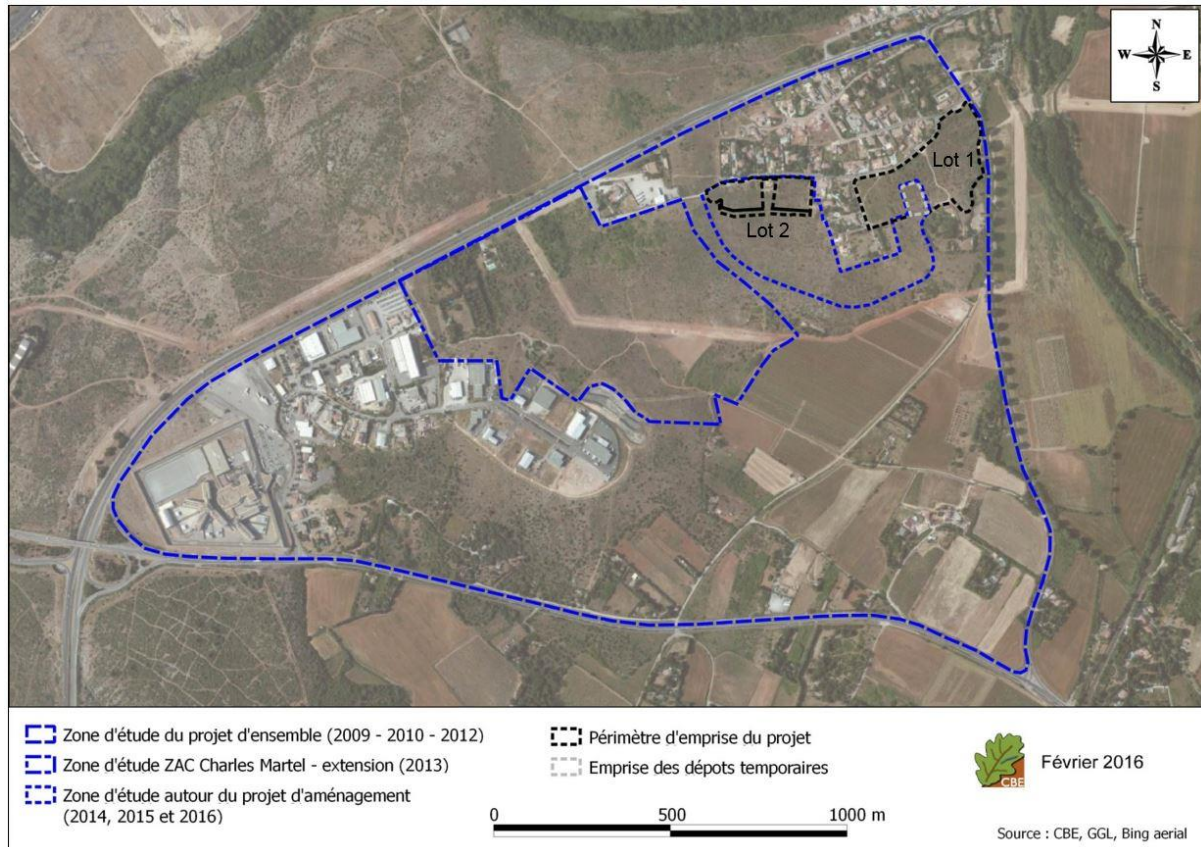 N
W E
S
Lot 1
Lot 2
Zone d'étude du projet d'ensemble (2009 - 2010 - 2012)
Zone d'étude ZAC Charles Martel - extension (2013)
Zone d'étude autour du projet d'aménagement
(2014, 2015 et 2016)
Périmètre d'emprise du projet
Emprise des dépôts temporaires
0 500 1000 m
CBE
Février 2016
Source : CBE, GGL, Bing aerial